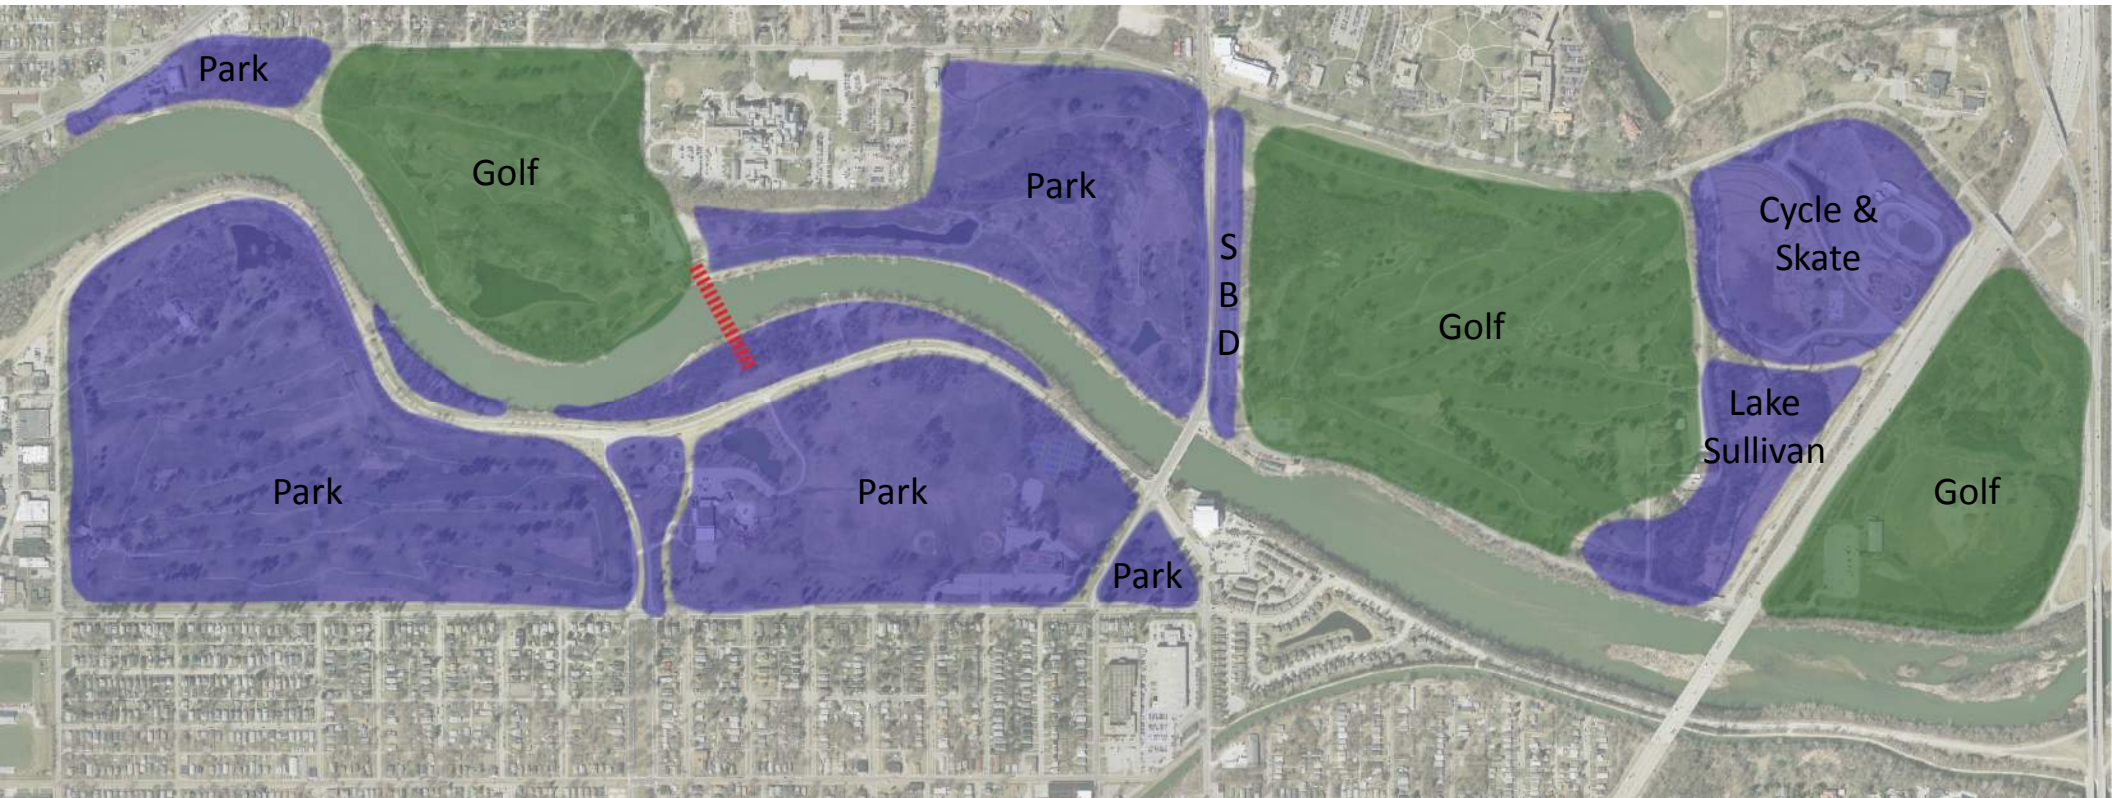 Park
Golf
Park
S
B
D
Golf
Cycle &
Skate
Lake
Sullivan
Golf
Park
Park
Park